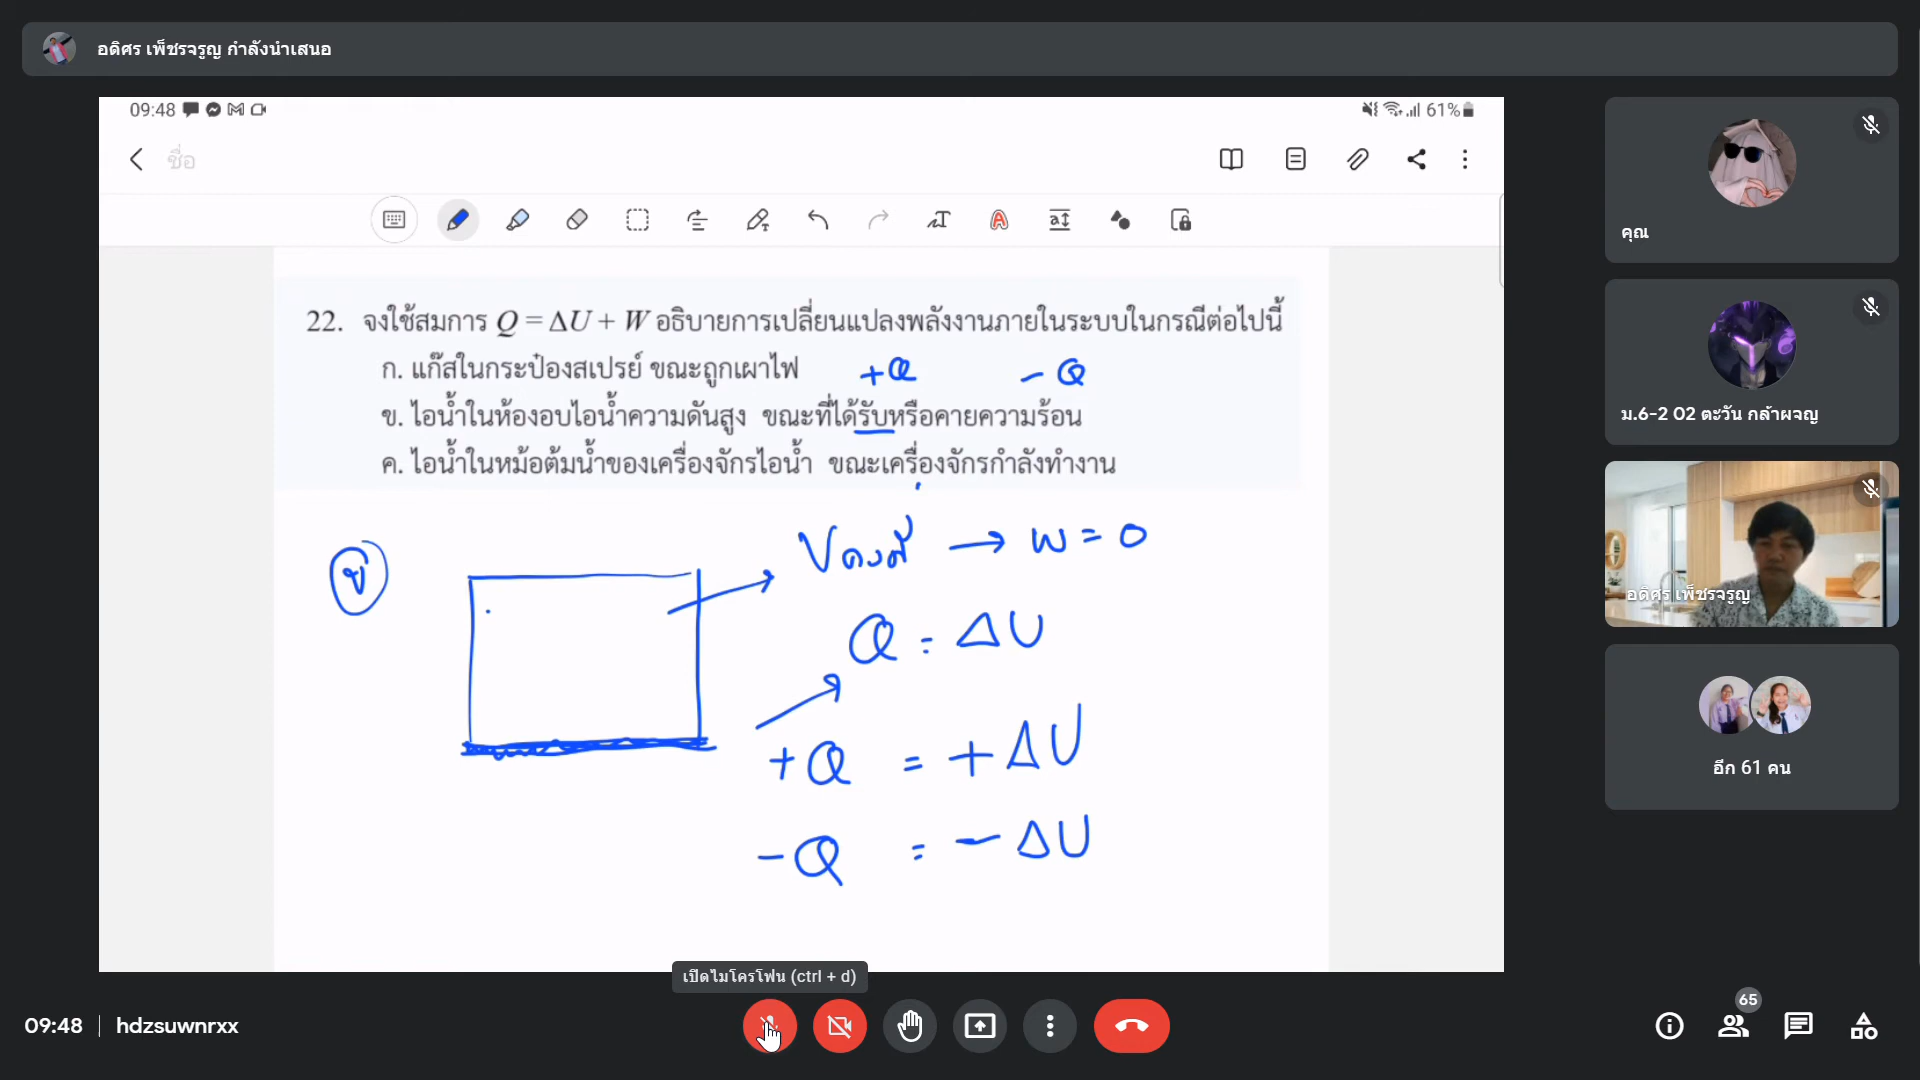 อดิศร เพ็ชรจรูญ กำลังนำเสนอ
09:48
61%
ชื่อ
22. จงใช้สมการ Q = ΔU + W อธิบายการเปลี่ยนแปลงพลังงานภายในระบบในกรณีต่อไปนี้
ก. แก๊สในกระป๋องสเปรย์ ขณะถูกเผาไฟ
+Q - Q
ข. ไอน้ำในห้องอบไอน้ำความดันสูง ขณะที่ได้รับหรือคายความร้อน
ค. ไอน้ำในหม้อต้มน้ำของเครื่องจักรไอน้ำ ขณะเครื่องจักรกำลังทำงาน
ข
V คงที่ → W = 0
Q = ΔU
+Q = +ΔU
-Q = -ΔU
คุณ
ม.6-2 02 ตะวัน กล้าผจญ
อดิศร เพ็ชรจรูญ
อีก 61 คน
เปิดไมโครโฟน (ctrl + d)
09:48 | hdzsuwnrxx
65